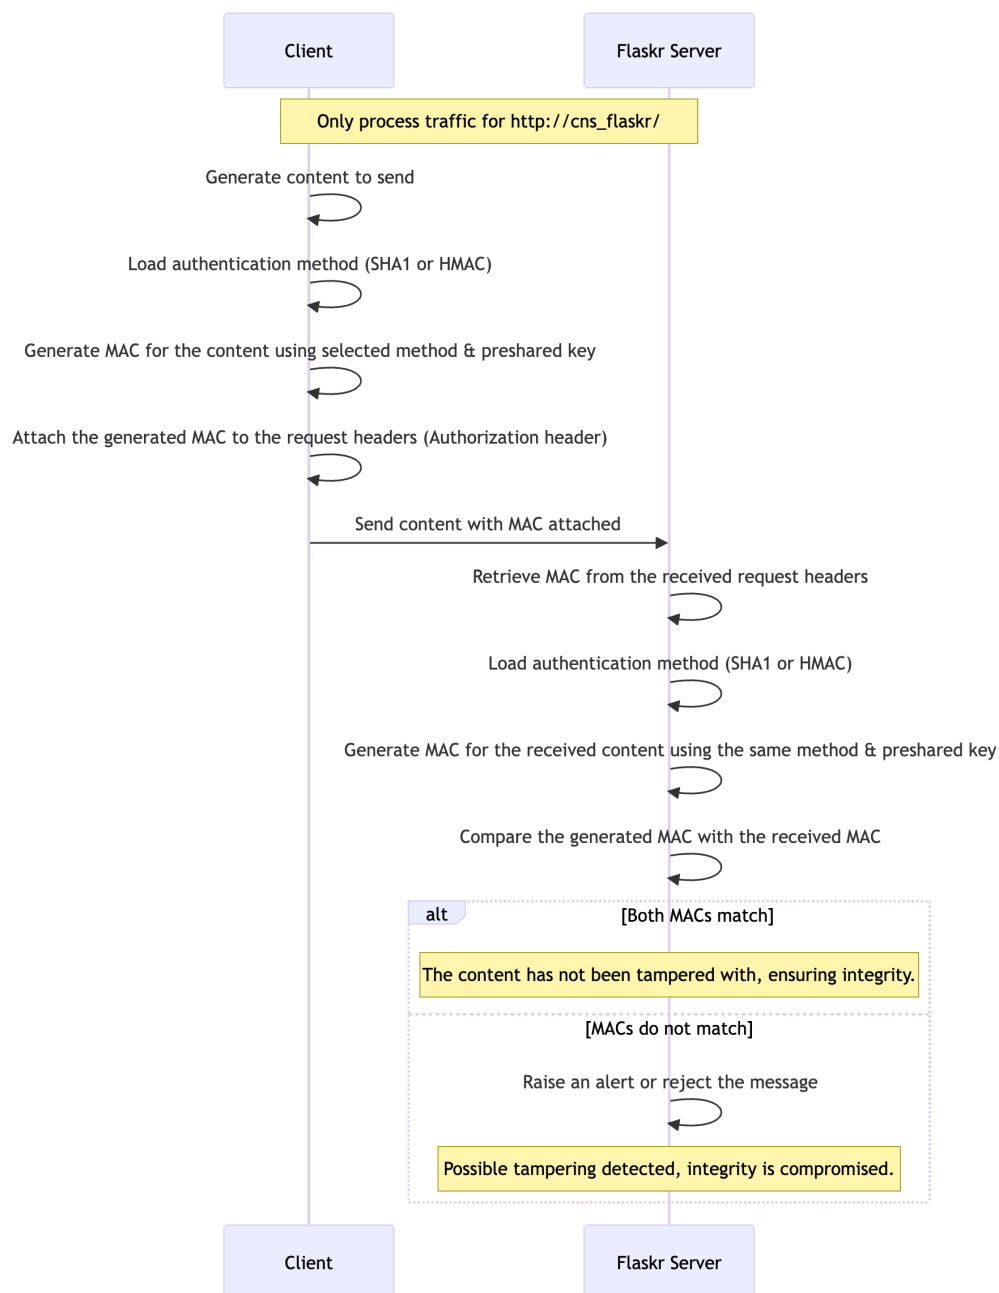 Client
Flaskr Server
Only process traffic for http://cns_flaskr/
Generate content to send
Load authentication method (SHA1 or HMAC)
Generate MAC for the content using selected method & preshared key
Attach the generated MAC to the request headers (Authorization header)
Send content with MAC attached
Retrieve MAC from the received request headers
Load authentication method (SHA1 or HMAC)
Generate MAC for the received content using the same method & preshared key
Compare the generated MAC with the received MAC
alt
[Both MACs match]
The content has not been tampered with, ensuring integrity.
[MACs do not match]
Raise an alert or reject the message
Possible tampering detected, integrity is compromised.
Client
Flaskr Server